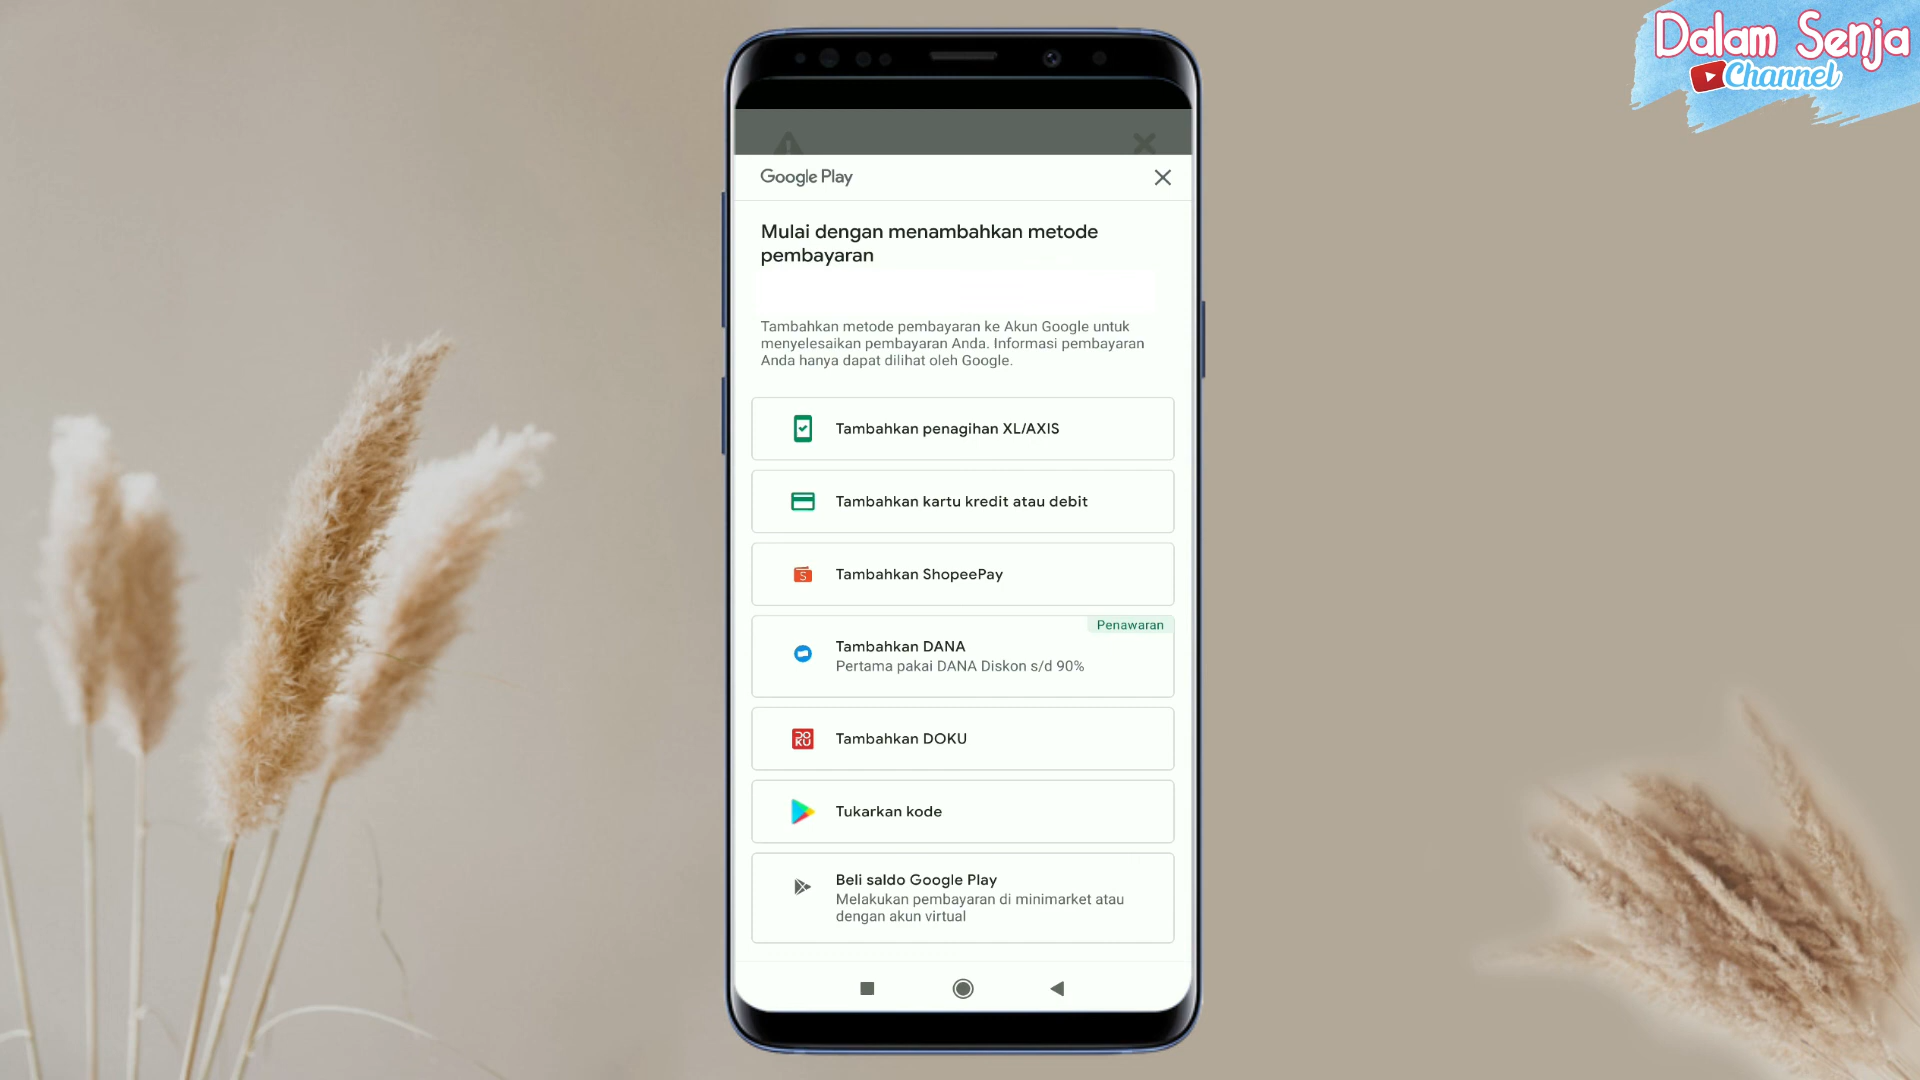 Dalam Senja
Channel
Google Play
Mulai dengan menambahkan metode
pembayaran
Tambahkan metode pembayaran ke Akun Google untuk
menyelesaikan pembayaran Anda. Informasi pembayaran
Anda hanya dapat dilihat oleh Google.
Tambahkan penagihan XL/AXIS
Tambahkan kartu kredit atau debit
Tambahkan ShopeePay
Penawaran
Tambahkan DANA
Pertama pakai DANA Diskon s/d 90%
DOKU
Tambahkan DOKU
Tukarkan kode
Beli saldo Google Play
Melakukan pembayaran di minimarket atau
dengan akun virtual